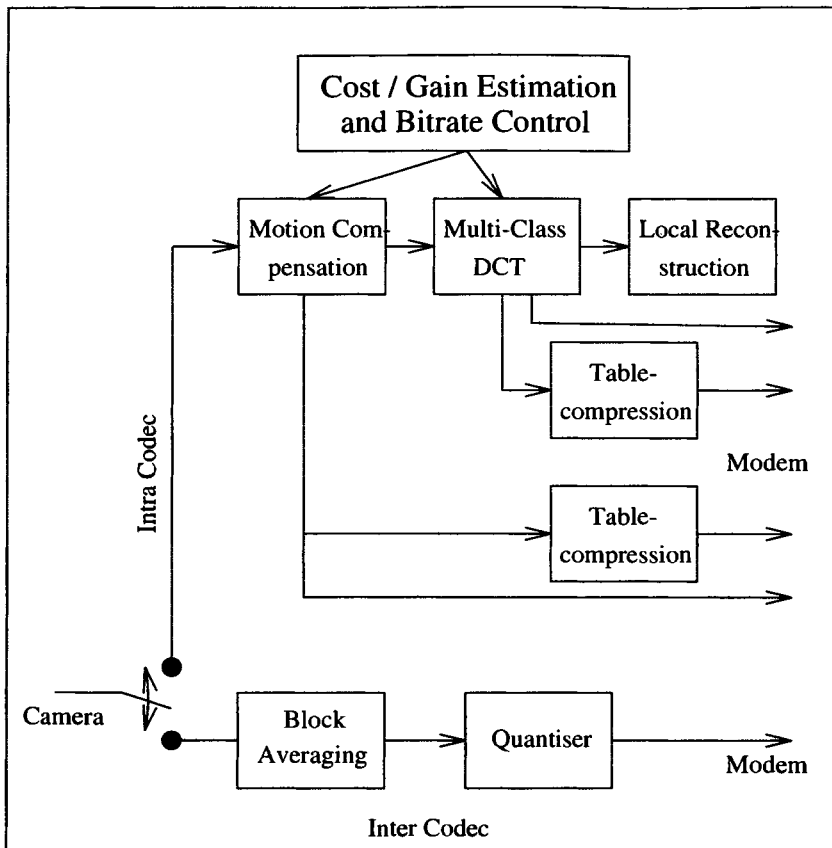 Cost / Gain Estimation
and Bitrate Control
Motion Com-
pensation
Multi-Class
DCT
Local Recon-
struction
Table-
compression
Modem
Intra Codec
Table-
compression
Camera
Block
Averaging
Quantiser
Modem
Inter Codec